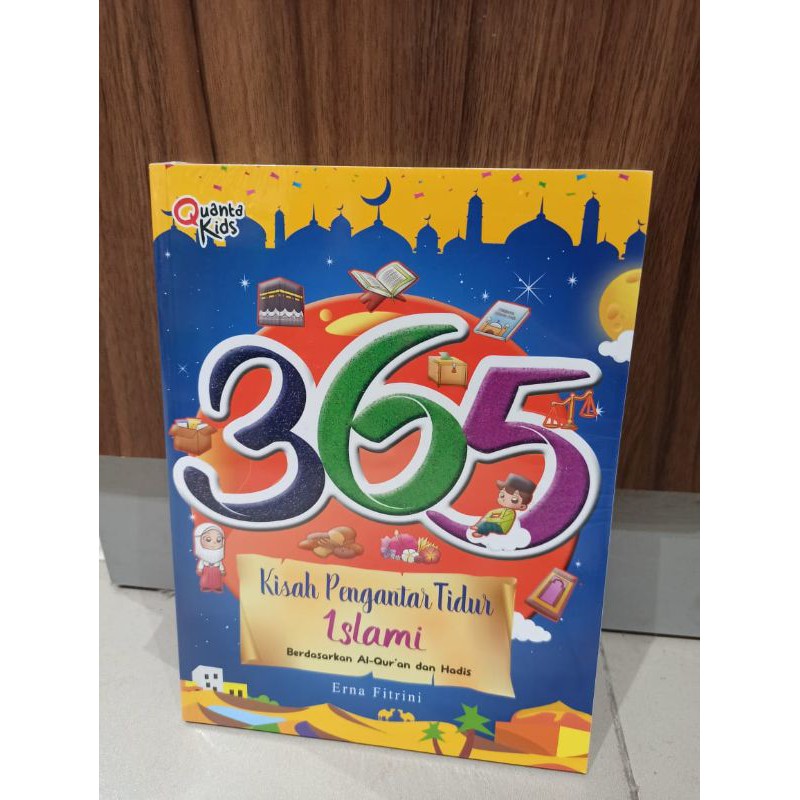 Quanta
Kids
365
Kisah Pengantar Tidur
Islami
Berdasarkan Al-Qur'an dan Hadis
Erna Fitrini